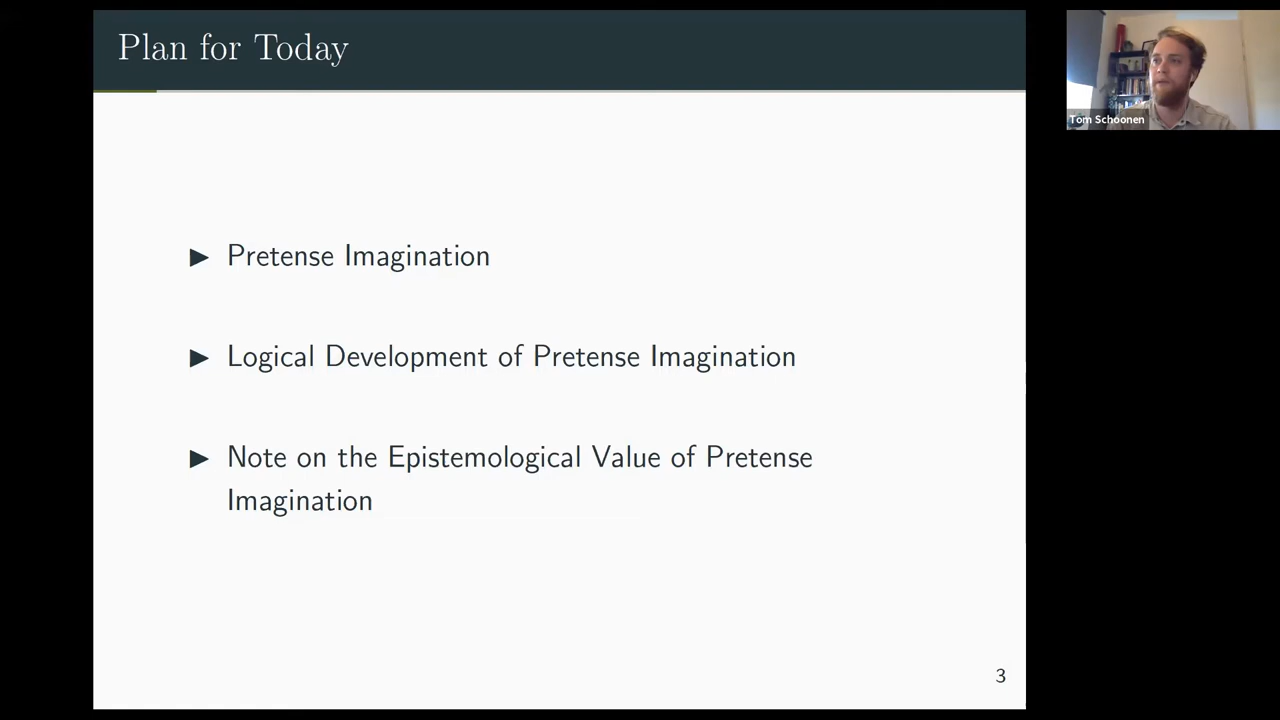 Plan for Today
Tom Schoonen
▶ Pretense Imagination
▶ Logical Development of Pretense Imagination
▶ Note on the Epistemological Value of Pretense
Imagination
3